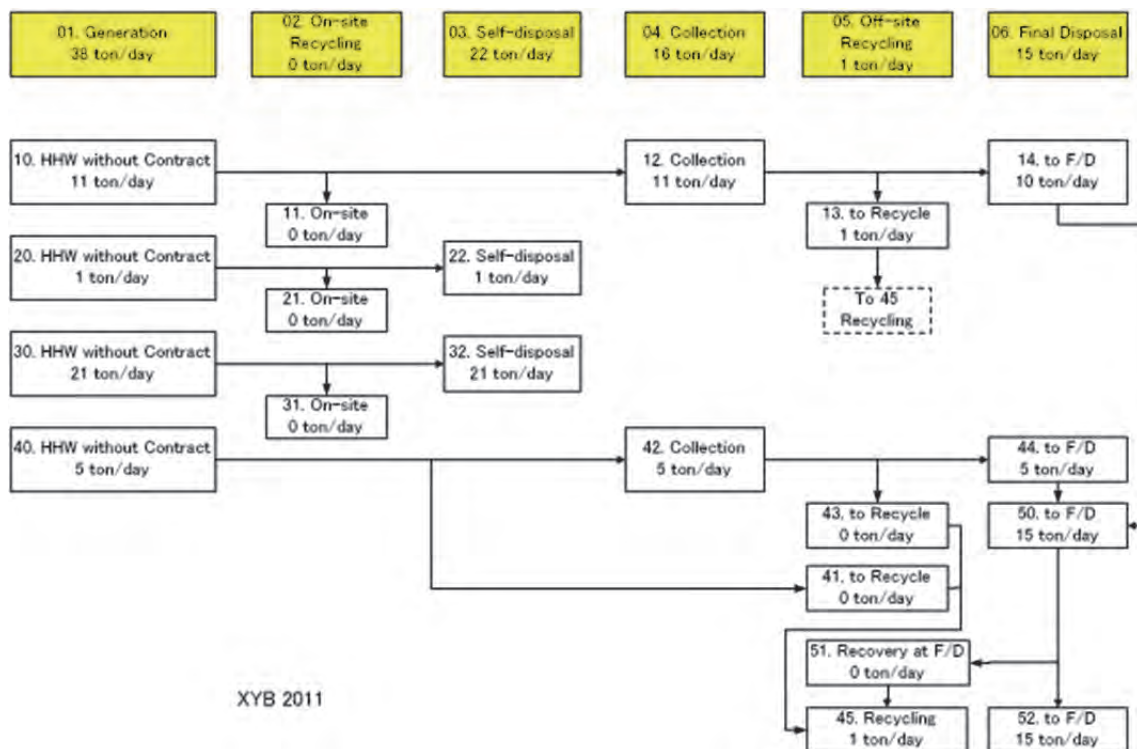 01. Generation
38 ton/day
02. On-site
Recycling
0 ton/day
03. Self-disposal
22 ton/day
04. Collection
16 ton/day
05. Off-site
Recycling
1 ton/day
06. Final Disposal
15 ton/day
10. HHW without Contract
11 ton/day
12. Collection
11 ton/day
14. to F/D
10 ton/day
11. On-site
0 ton/day
13. to Recycle
1 ton/day
20. HHW without Contract
1 ton/day
22. Self-disposal
1 ton/day
21. On-site
0 ton/day
To 45
Recycling
30. HHW without Contract
21 ton/day
32. Self-disposal
21 ton/day
31. On-site
0 ton/day
40. HHW without Contract
5 ton/day
42. Collection
5 ton/day
44. to F/D
5 ton/day
43. to Recycle
0 ton/day
50. to F/D
15 ton/day
41. to Recycle
0 ton/day
51. Recovery at F/D
0 ton/day
XYB 2011
45. Recycling
1 ton/day
52. to F/D
15 ton/day